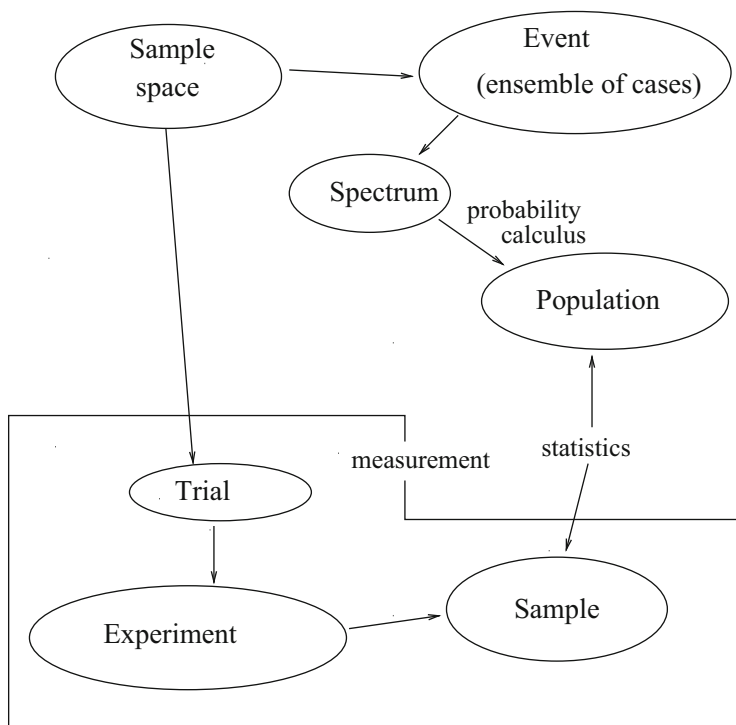 Sample
space
Event
(ensemble of cases)
Spectrum
probability
calculus
Population
measurement
statistics
Trial
Experiment
Sample